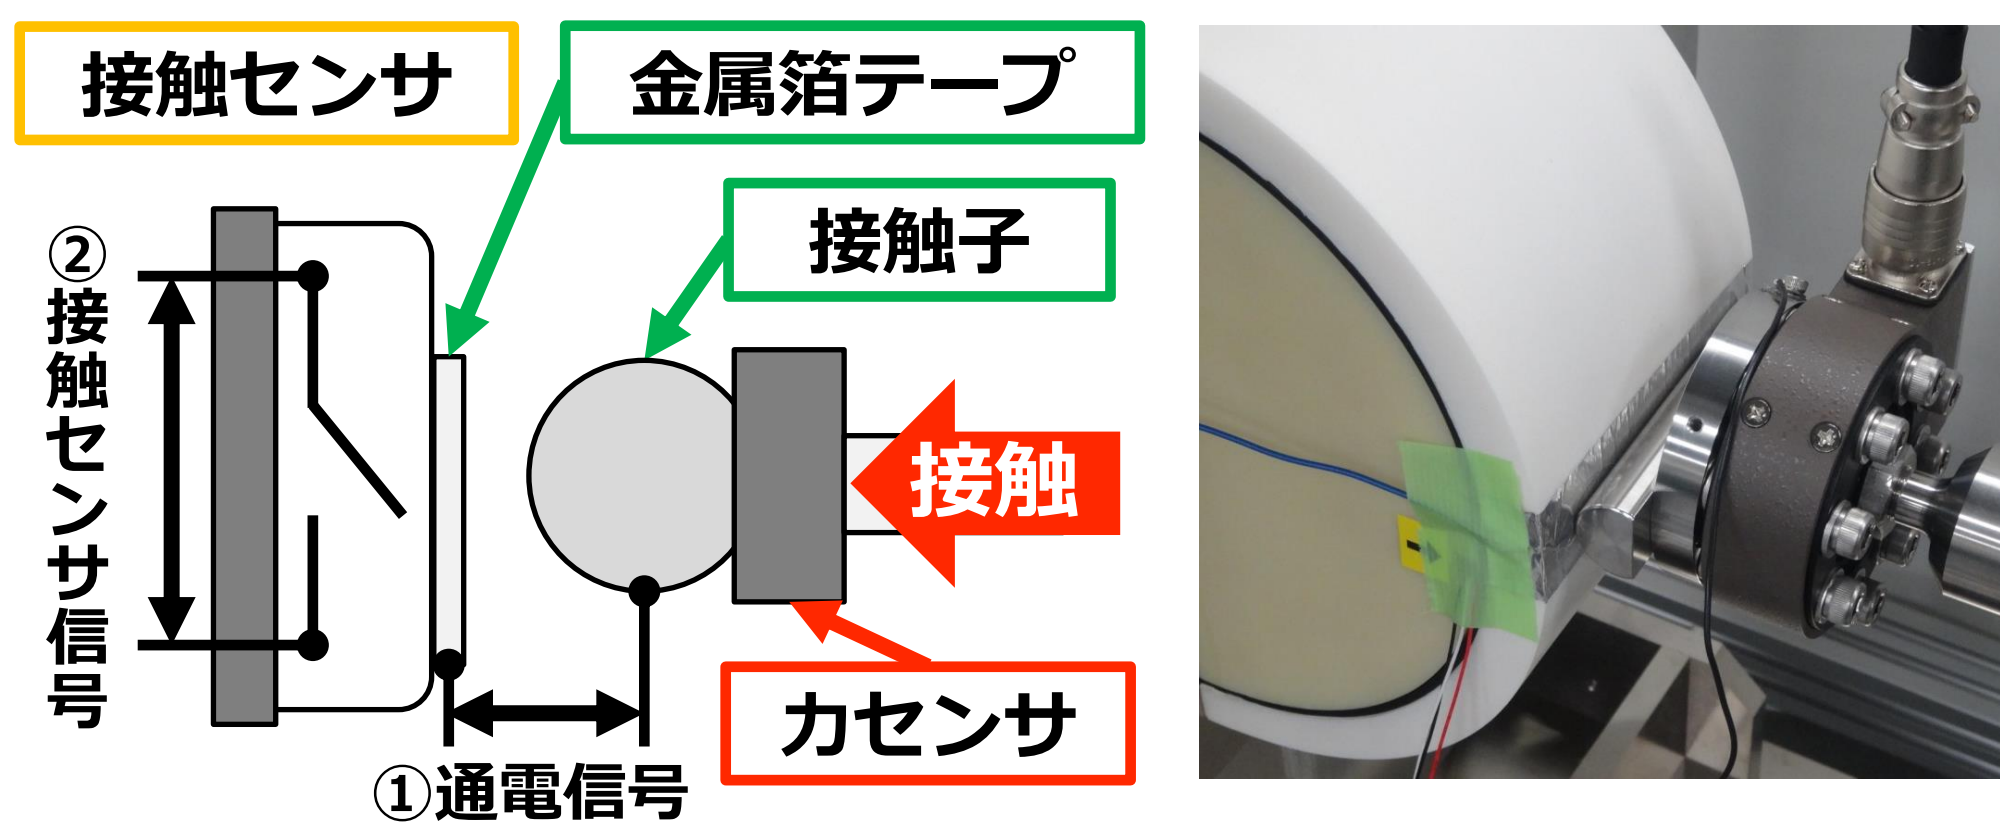 接触センサ
金属箔テープ
接触子
②接触センサ信号
接触
力センサ
①通電信号